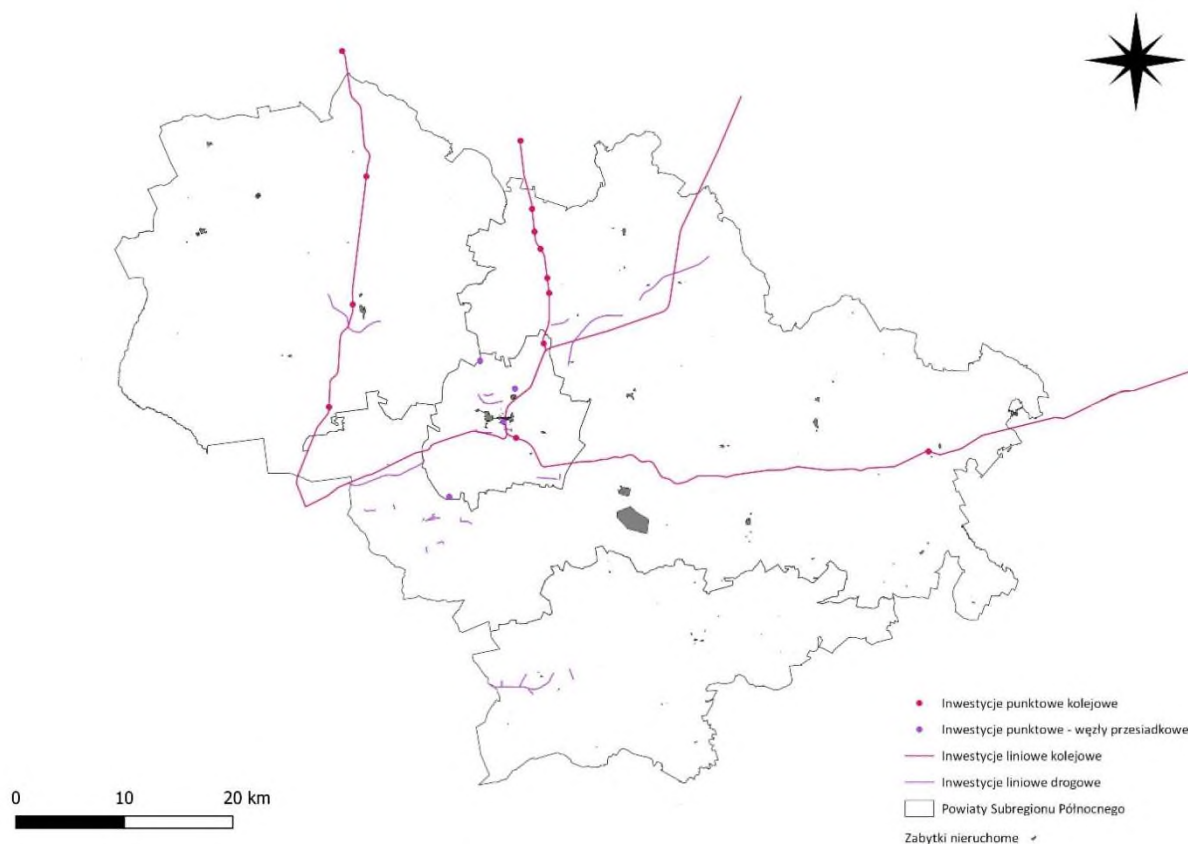 Inwestycje punktowe kolejowe
Inwestycje punktowe - węzły przesiadkowe
Inwestycje liniowe kolejowe
Inwestycje liniowe drogowe
Powiaty Subregionu Północnego
Zabytki nieruchome
0 10 20 km